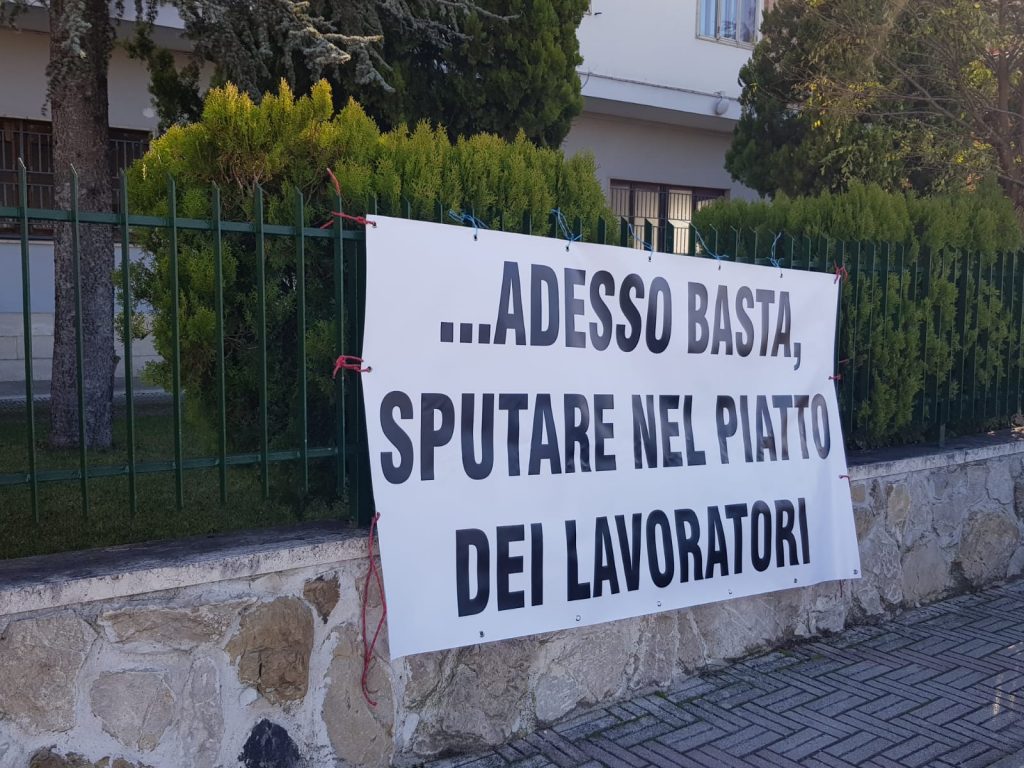 ...ADESSO BASTA,
SPUTARE NEL PIATTO
DEI LAVORATORI